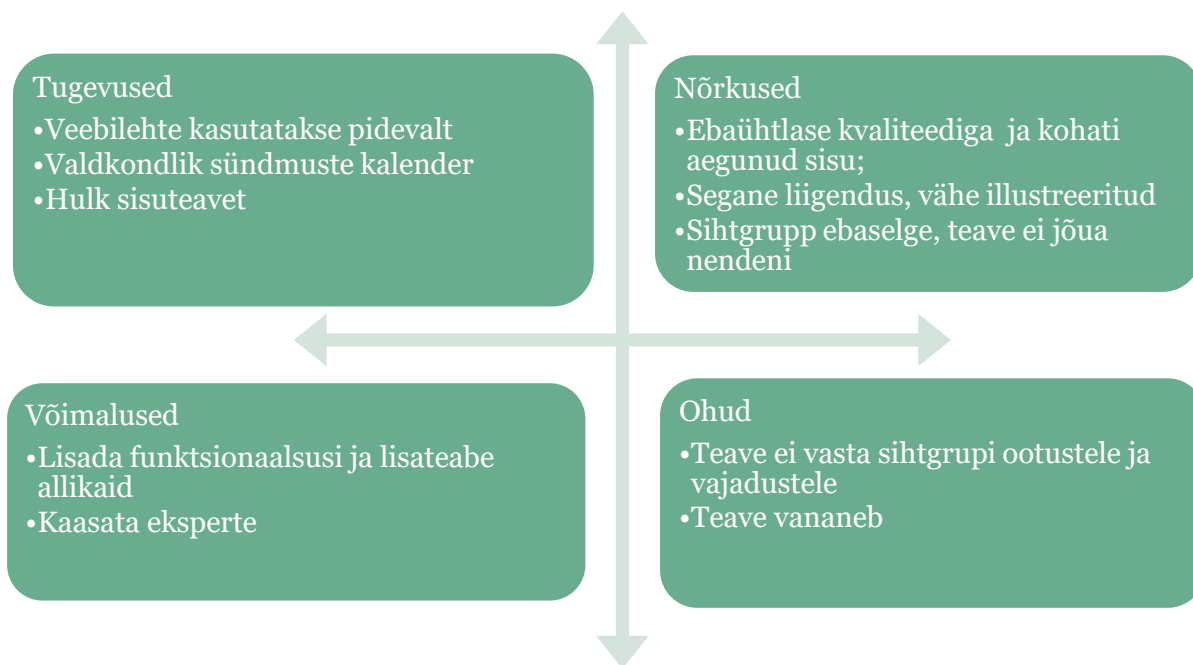 Tugevused
•Veebilehte kasutatakse pidevalt
•Valdkondlik sündmuste kalender
•Hulk sisuteavet
Nõrkused
•Ebaühtlase kvaliteediga ja kohati
aegunud sisu;
•Segane liigendus, vähe illustreeritud
•Sihtgrupp ebaselge, teave ei jõua
nendeni
Võimalused
•Lisada funktsionaalsusi ja lisateabe
allikaid
•Kaasata eksperte
Ohud
•Teave ei vasta sihtgrupi ootustele ja
vajadustele
•Teave vananeb